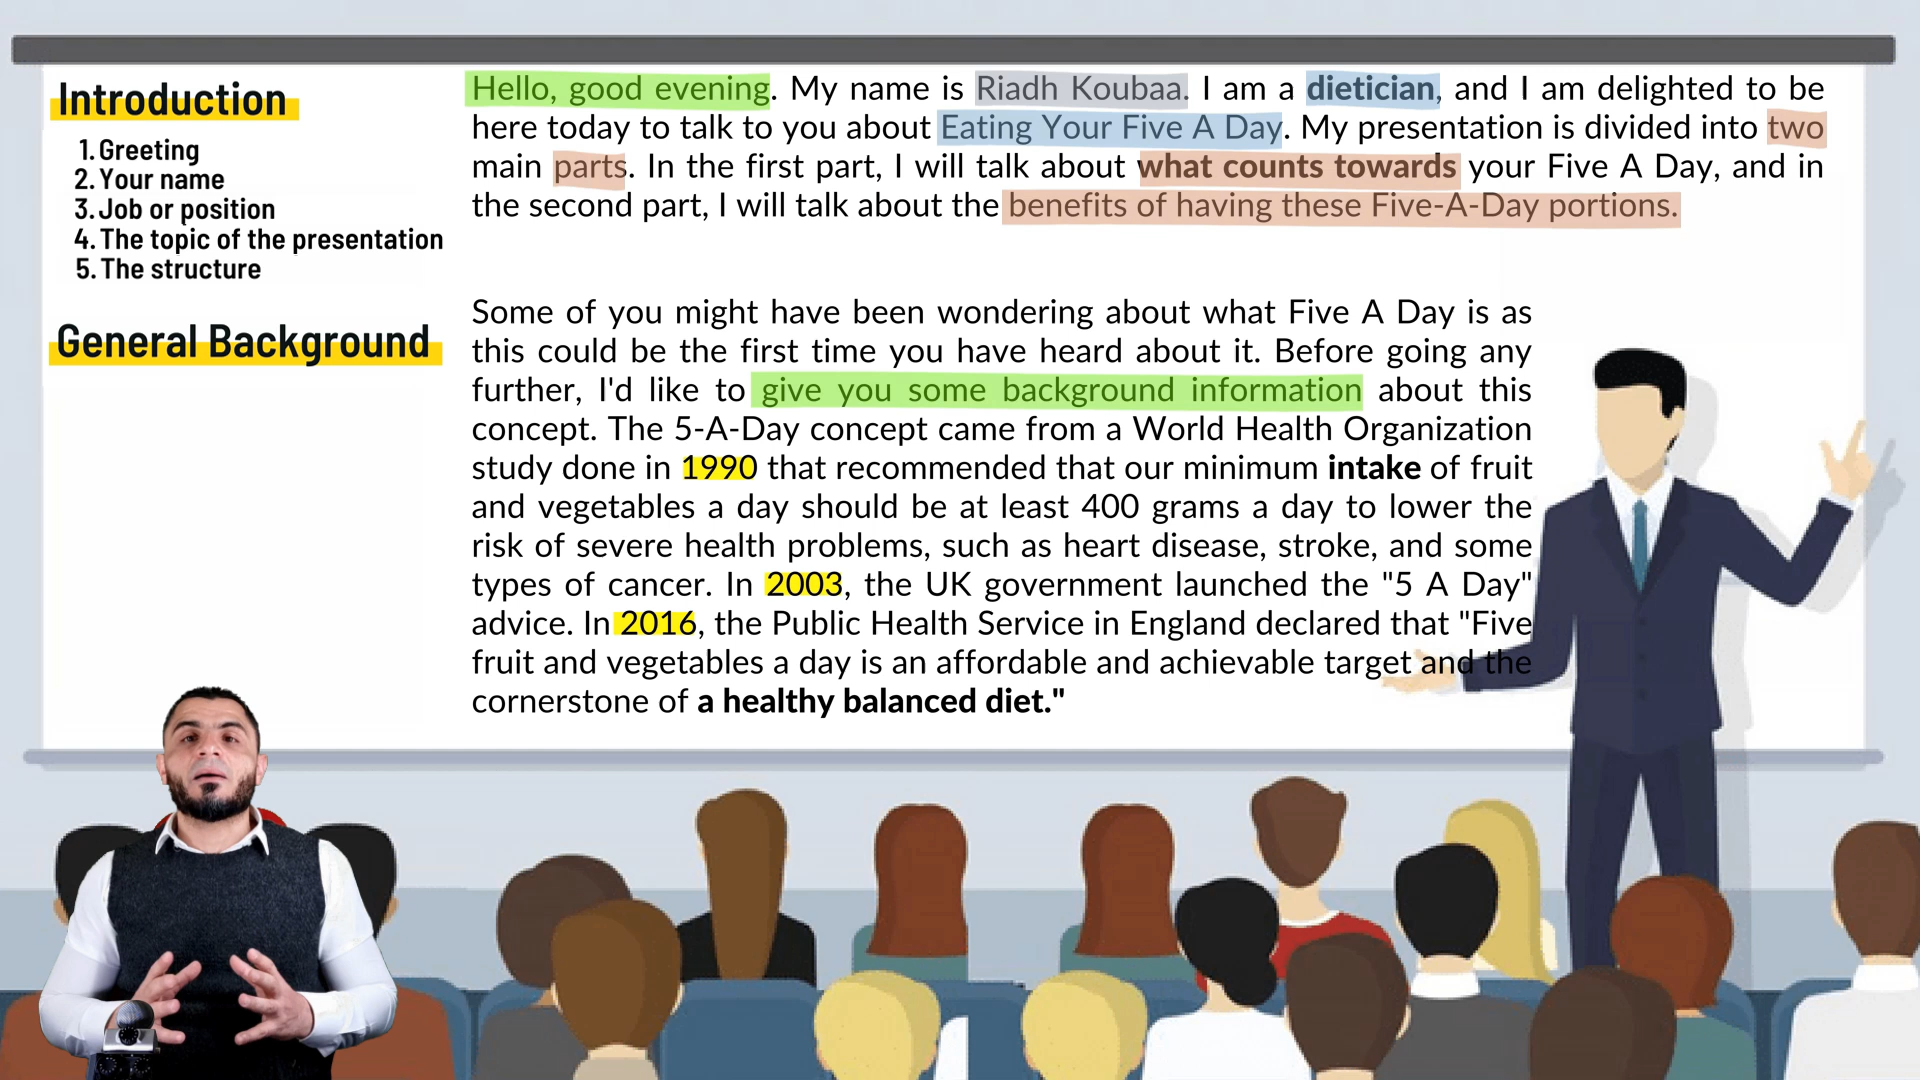 Introduction
1. Greeting
2. Your name
3. Job or position
4. The topic of the presentation
5. The structure
Hello, good evening. My name is Riadh Koubaa. I am a dietician, and I am delighted to be
here today to talk to you about Eating Your Five A Day. My presentation is divided into two
main parts. In the first part, I will talk about what counts towards your Five A Day, and in
the second part, I will talk about the benefits of having these Five-A-Day portions.
General Background
Some of you might have been wondering about what Five A Day is as
this could be the first time you have heard about it. Before going any
further, I'd like to give you some background information about this
concept. The 5-A-Day concept came from a World Health Organization
study done in 1990 that recommended that our minimum intake of fruit
and vegetables a day should be at least 400 grams a day to lower the
risk of severe health problems, such as heart disease, stroke, and some
types of cancer. In 2003, the UK government launched the "5 A Day"
advice. In 2016, the Public Health Service in England declared that "Five
fruit and vegetables a day is an affordable and achievable target and the
cornerstone of a healthy balanced diet."